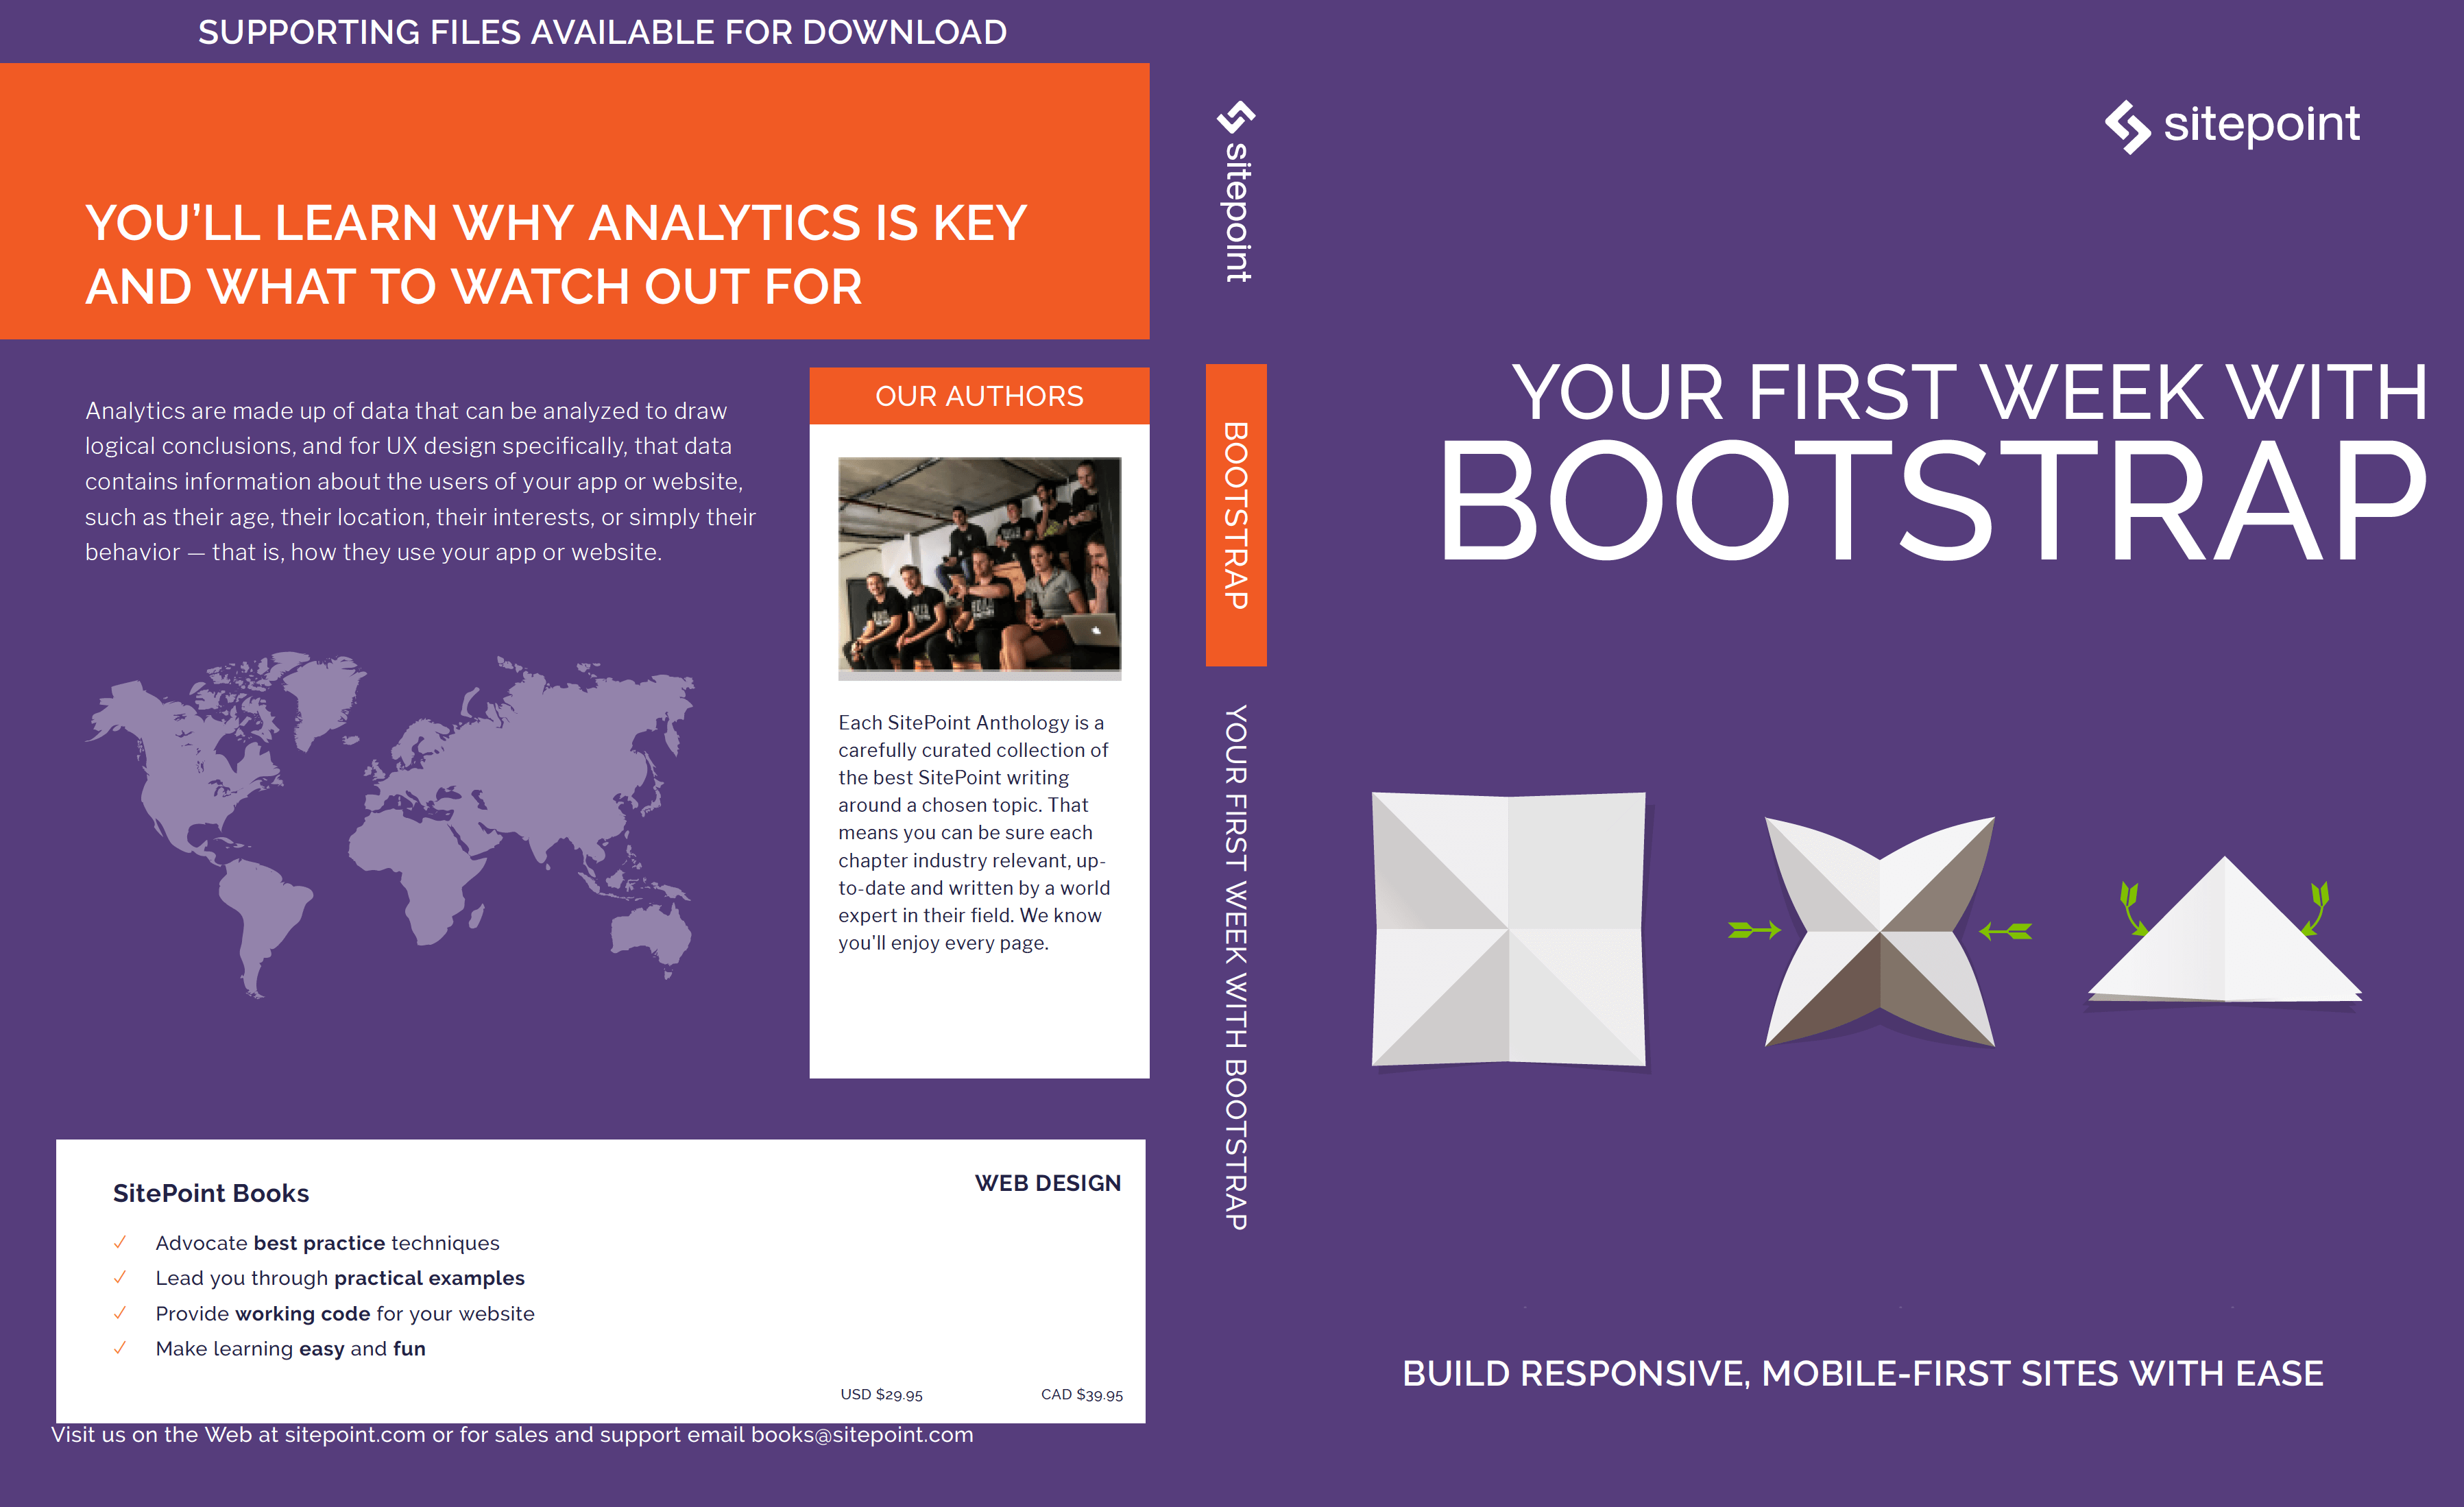 SUPPORTING FILES AVAILABLE FOR DOWNLOAD
YOU’LL LEARN WHY ANALYTICS IS KEY
AND WHAT TO WATCH OUT FOR
Analytics are made up of data that can be analyzed to draw
logical conclusions, and for UX design specifically, that data
contains information about the users of your app or website,
such as their age, their location, their interests, or simply their
behavior — that is, how they use your app or website.
OUR AUTHORS
Each SitePoint Anthology is a
carefully curated collection of
the best SitePoint writing
around a chosen topic. That
means you can be sure each
chapter industry relevant, up-
to-date and written by a world
expert in their field. We know
you'll enjoy every page.
SitePoint Books
WEB DESIGN
✓ Advocate best practice techniques
✓ Lead you through practical examples
✓ Provide working code for your website
✓ Make learning easy and fun
USD $29.95
CAD $39.95
Visit us on the Web at sitepoint.com or for sales and support email books@sitepoint.com
sitepoint
BOOTSTRAP
YOUR FIRST WEEK WITH BOOTSTRAP
sitepoint
YOUR FIRST WEEK WITH
BOOTSTRAP
BUILD RESPONSIVE, MOBILE-FIRST SITES WITH EASE